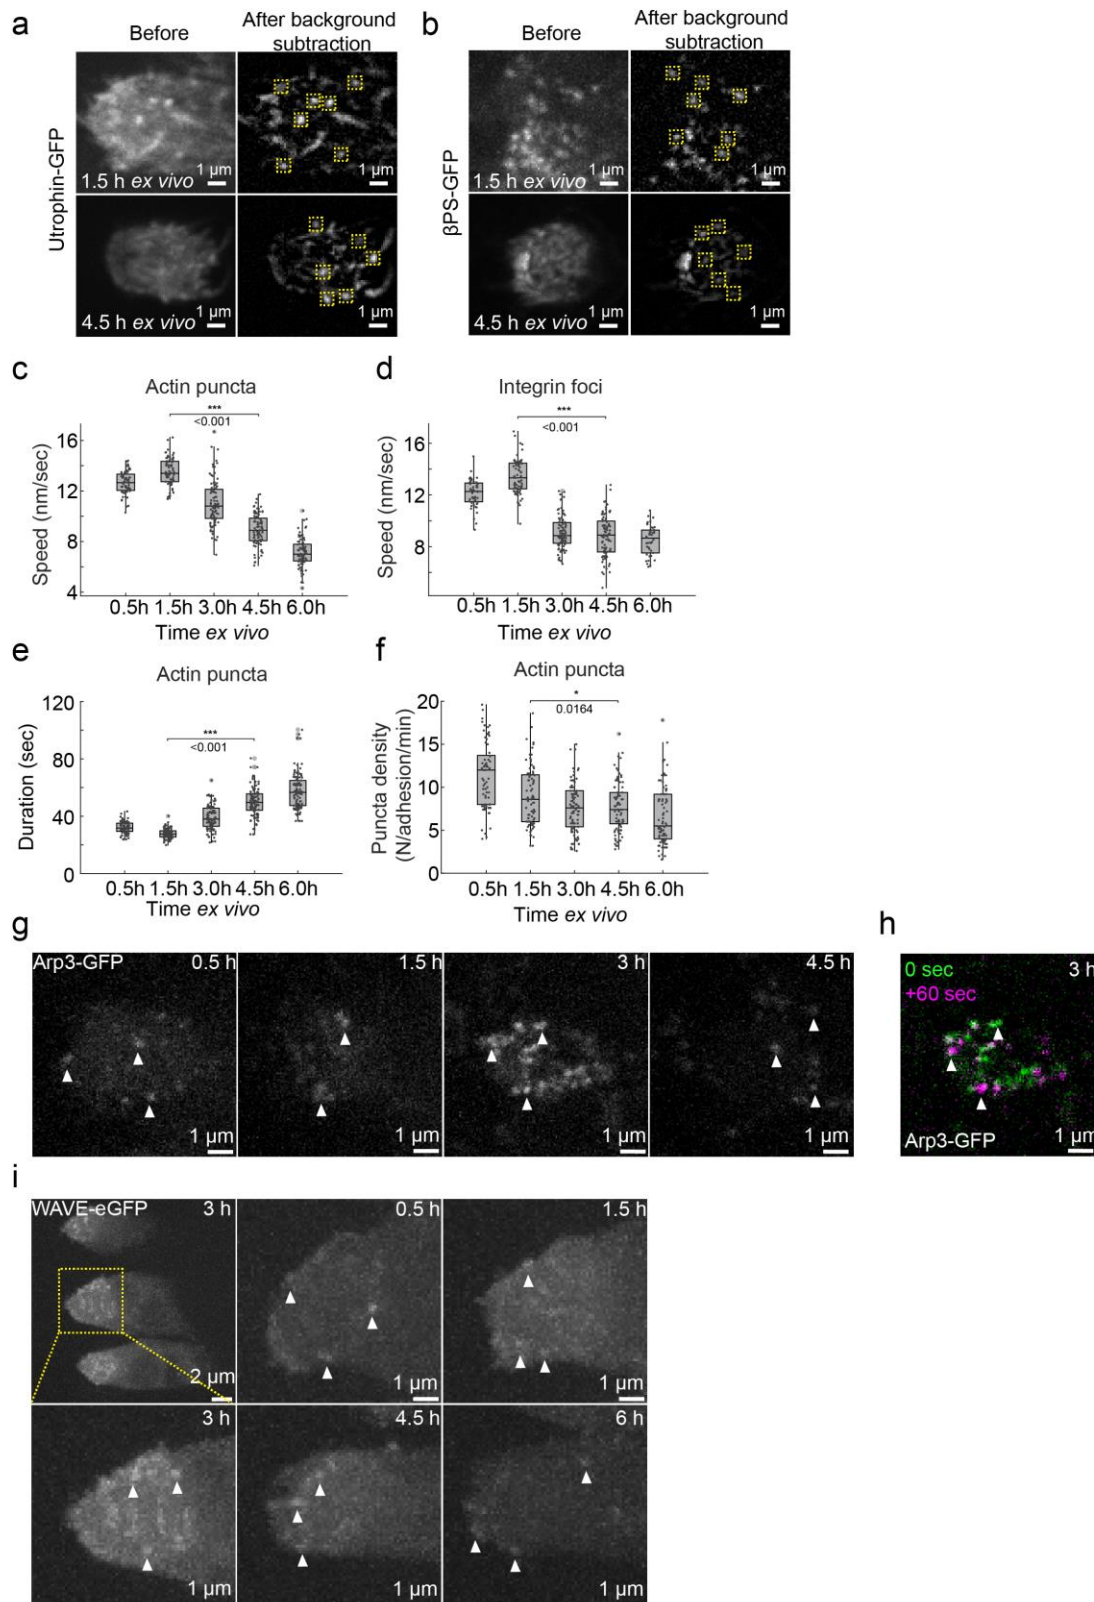 a
Before
After background
subtraction
Utrophin-GFP
1.5 h ex vivo
1 µm
1 µm
4.5 h ex vivo
1 µm
1 µm
b
Before
After background
subtraction
βPS-GFP
1.5 h ex vivo
1 µm
1 µm
4.5 h ex vivo
1 µm
1 µm
c
Actin puncta
***
<0.001
Speed (nm/sec)
16
12
8
4
0.5h 1.5h 3.0h 4.5h 6.0h
Time ex vivo
d
Integrin foci
***
<0.001
Speed (nm/sec)
16
12
8
0.5h 1.5h 3.0h 4.5h 6.0h
Time ex vivo
e
Actin puncta
***
<0.001
Duration (sec)
120
80
40
0
0.5h 1.5h 3.0h 4.5h 6.0h
Time ex vivo
f
Actin puncta
*
0.0164
Puncta density
(N/adhesion/min)
20
15
10
5
0
0.5h 1.5h 3.0h 4.5h 6.0h
Time ex vivo
g
Arp3-GFP 0.5 h
1 µm
1.5 h
1 µm
3 h
1 µm
4.5 h
1 µm
h
0 sec 3 h
+60 sec
Arp3-GFP 1 µm
i
WAVE-eGFP 3 h
2 µm
0.5 h
1 µm
1.5 h
1 µm
3 h
1 µm
4.5 h
1 µm
6 h
1 µm